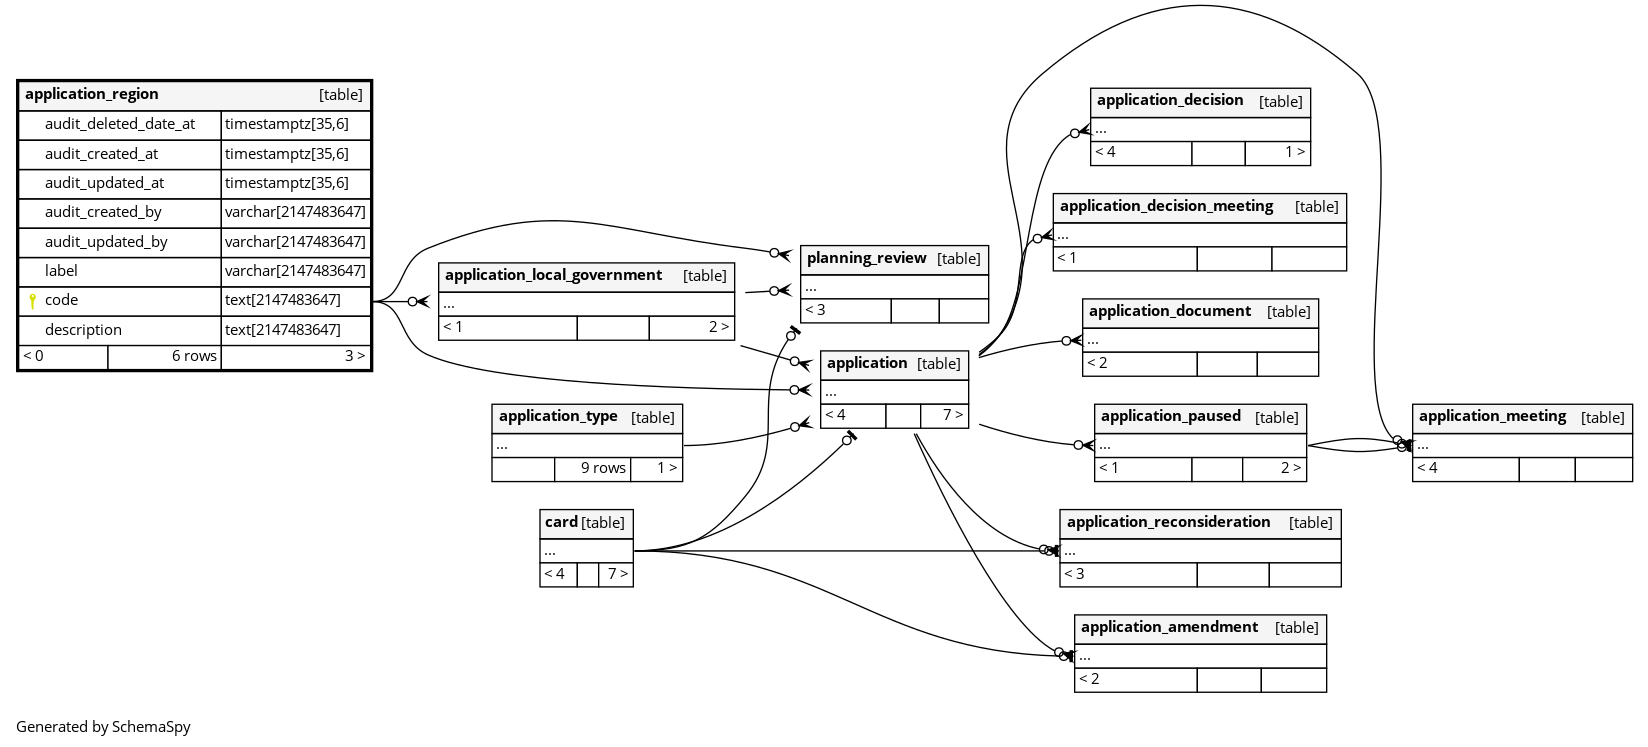 application_region [table]
audit_deleted_date_at timestamptz[35,6]
audit_created_at timestamptz[35,6]
audit_updated_at timestamptz[35,6]
audit_created_by varchar[2147483647]
audit_updated_by varchar[2147483647]
label varchar[2147483647]
code text[2147483647]
description text[2147483647]
< 0 6 rows 3 >
application_local_government [table]
...
< 1 2 >
application_type [table]
...
9 rows 1 >
card [table]
...
< 4 7 >
planning_review [table]
...
< 3
application [table]
...
< 4 7 >
application_decision [table]
...
< 4 1 >
application_decision_meeting [table]
...
< 1
application_document [table]
...
< 2
application_paused [table]
...
< 1 2 >
application_reconsideration [table]
...
< 3
application_amendment [table]
...
< 2
application_meeting [table]
...
< 4
Generated by SchemaSpy